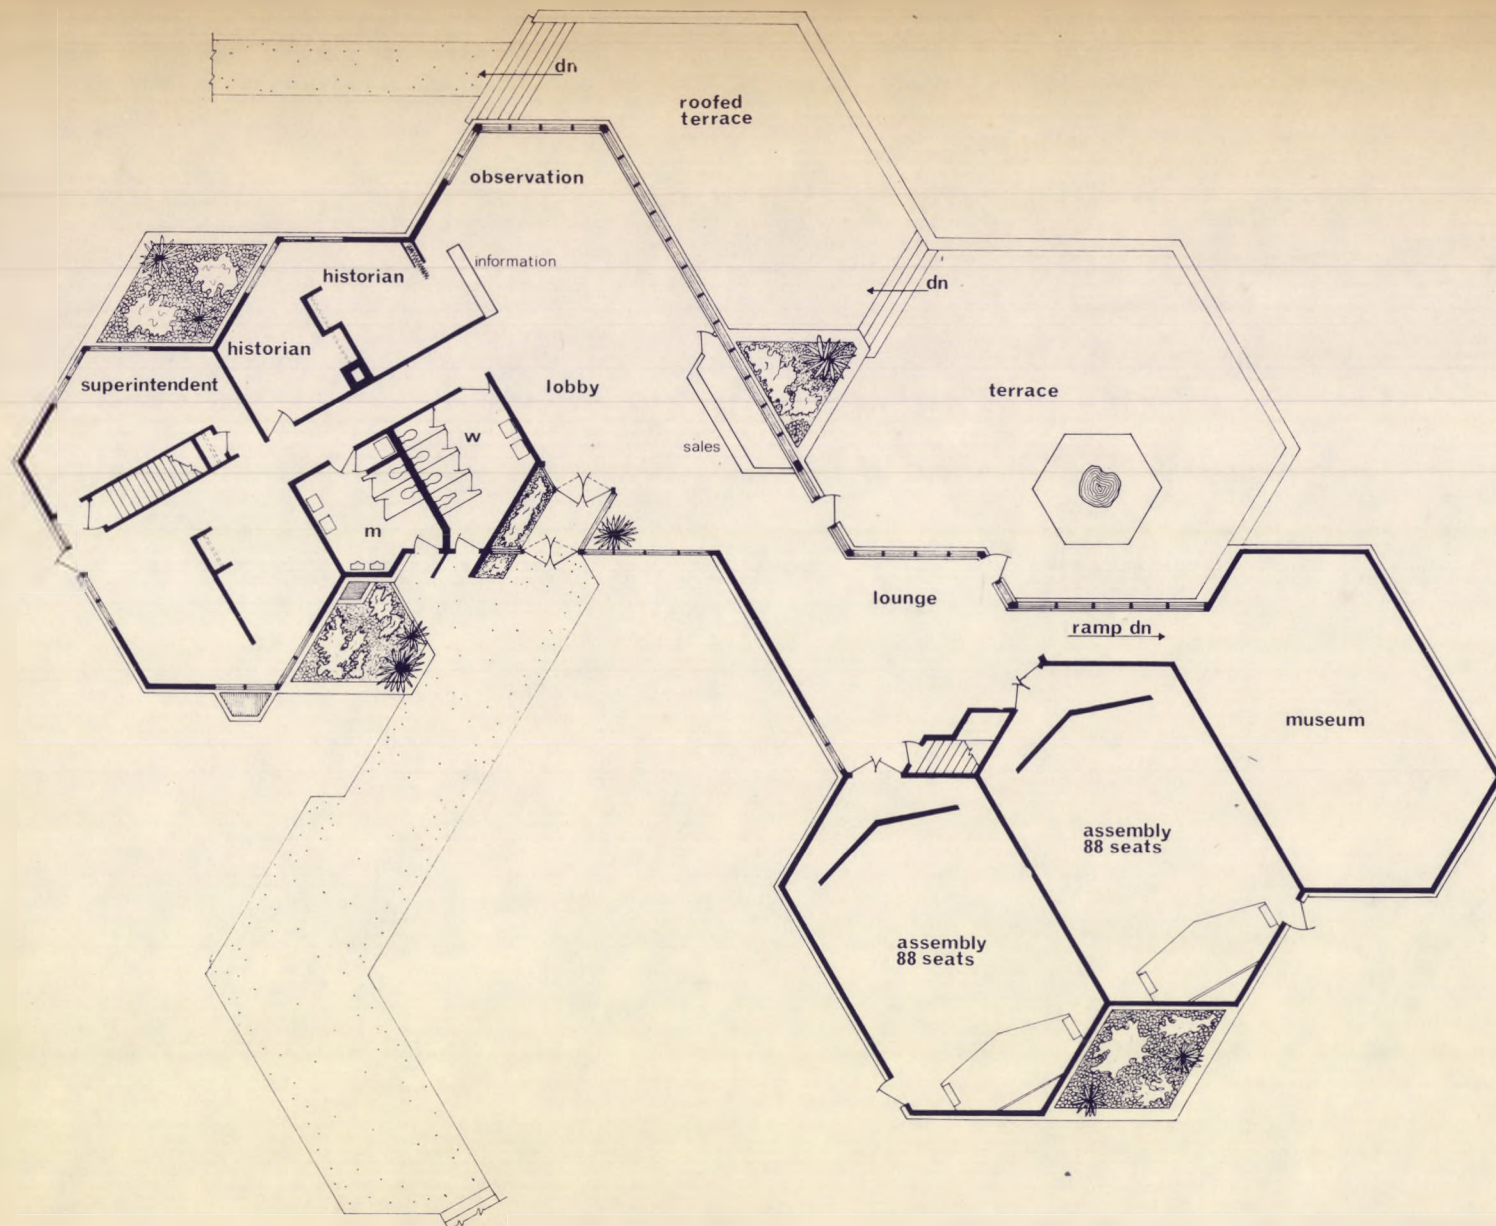 dn
roofed
terrace
observation
information
historian
dn
historian
superintendent
lobby
terrace
w
sales
m
lounge
ramp dn
museum
assembly
88 seats
assembly
88 seats